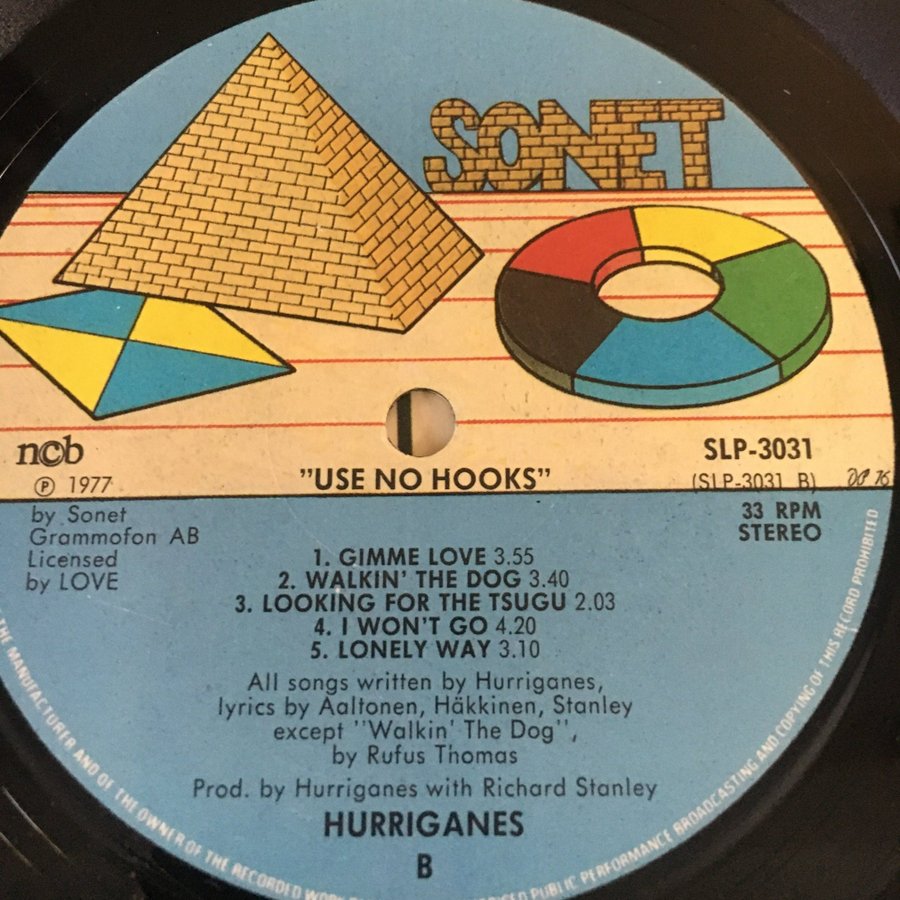 SONET
ncb
SLP-3031
℗ 1977
"USE NO HOOKS"
(SLP-3031 B)
by Sonet
Grammofon AB
Licensed
by LOVE
33 RPM
STEREO
1. GIMME LOVE 3.55
2. WALKIN' THE DOG 3.40
3. LOOKING FOR THE TSUGU 2.03
4. I WON'T GO 4.20
5. LONELY WAY 3.10
All songs written by Hurriganes,
lyrics by Aaltonen, Häkkinen, Stanley
except "Walkin' The Dog",
by Rufus Thomas
Prod. by Hurriganes with Richard Stanley
HURRIGANES
B
THE MANUFACTURER AND OF THE OWNER OF THE RECORDED WORK PUBLIC PERFORMANCE BROADCASTING AND COPYING OF THIS RECORD PROHIBITED